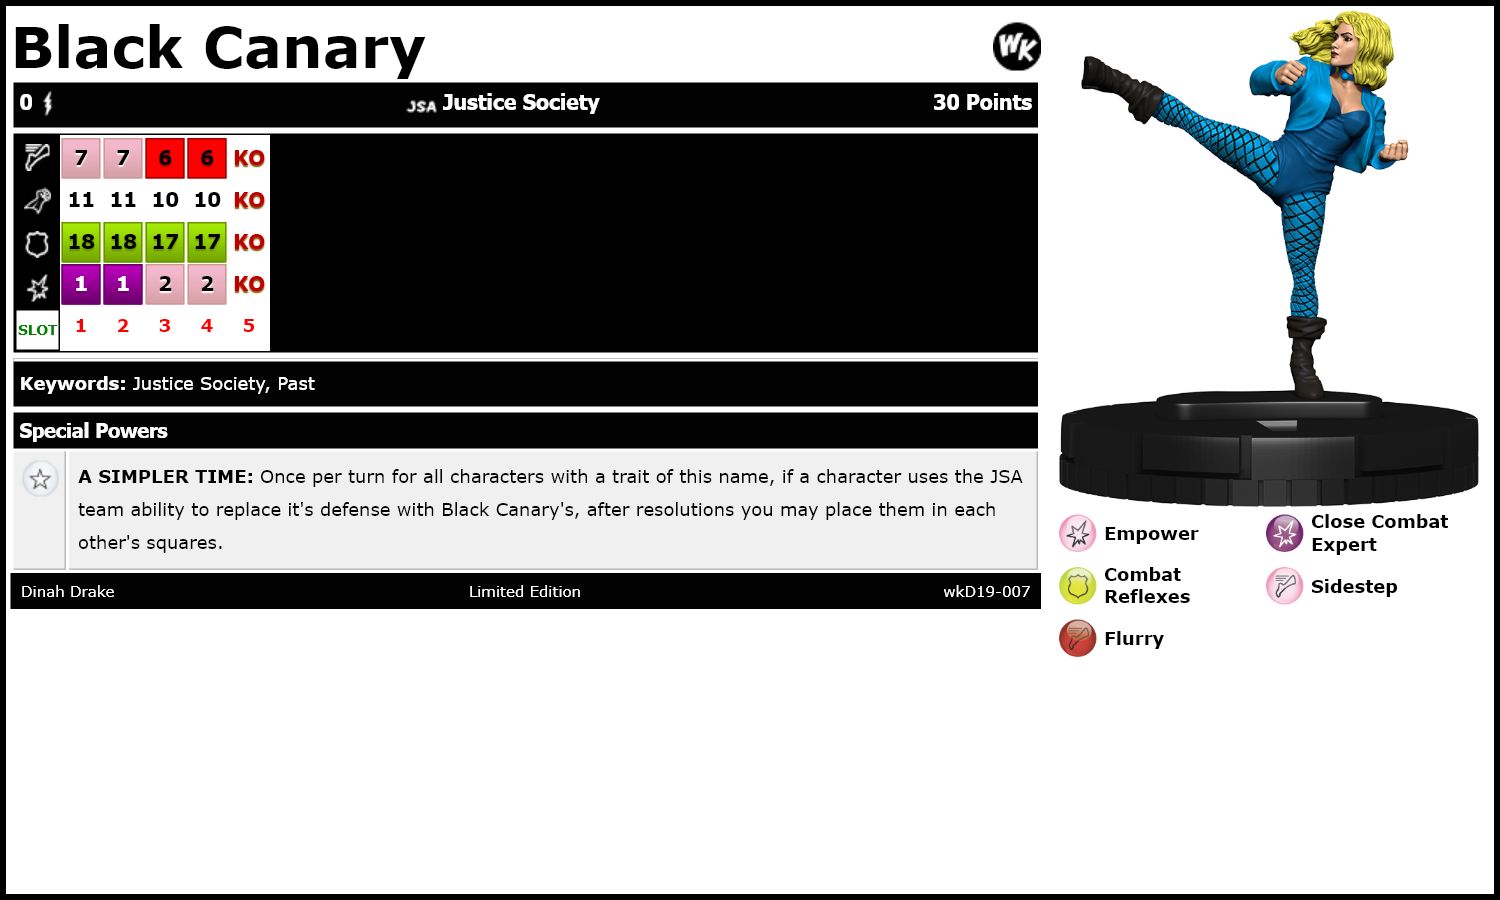 Black Canary
WK
0 JSA Justice Society 30 Points
7 7 6 6 KO
11 11 10 10 KO
18 18 17 17 KO
1 1 2 2 KO
SLOT 1 2 3 4 5
Keywords: Justice Society, Past
Special Powers
A SIMPLER TIME: Once per turn for all characters with a trait of this name, if a character uses the JSA
team ability to replace it's defense with Black Canary's, after resolutions you may place them in each
other's squares.
Dinah Drake Limited Edition wkD19-007
Empower
Close Combat
Expert
Combat
Reflexes
Sidestep
Flurry